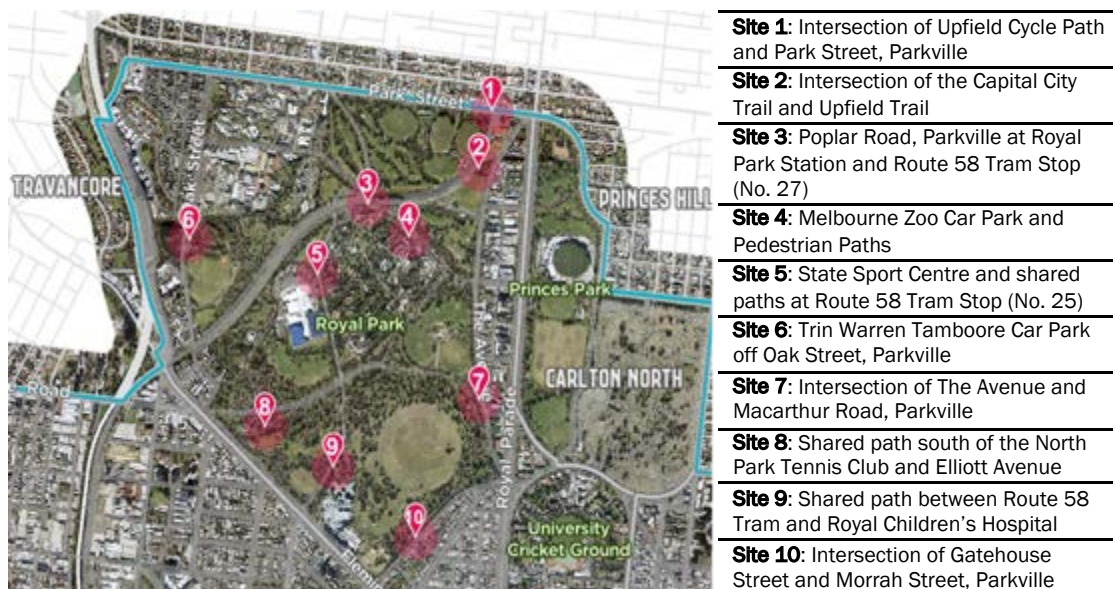 Park Street
1
2
TRAVANCORE
Oak Street
PRINCES HILL
3
4
6
5
Princes Park
Royal Park
The Avenue
CARLTON NORTH
7
Road
8
Royal Parade
9
10
University
Cricket Ground
Site 1: Intersection of Upfield Cycle Path
and Park Street, Parkville
Site 2: Intersection of the Capital City
Trail and Upfield Trail
Site 3: Poplar Road, Parkville at Royal
Park Station and Route 58 Tram Stop
(No. 27)
Site 4: Melbourne Zoo Car Park and
Pedestrian Paths
Site 5: State Sport Centre and shared
paths at Route 58 Tram Stop (No. 25)
Site 6: Trin Warren Tamboore Car Park
off Oak Street, Parkville
Site 7: Intersection of The Avenue and
Macarthur Road, Parkville
Site 8: Shared path south of the North
Park Tennis Club and Elliott Avenue
Site 9: Shared path between Route 58
Tram and Royal Children's Hospital
Site 10: Intersection of Gatehouse
Street and Morrah Street, Parkville